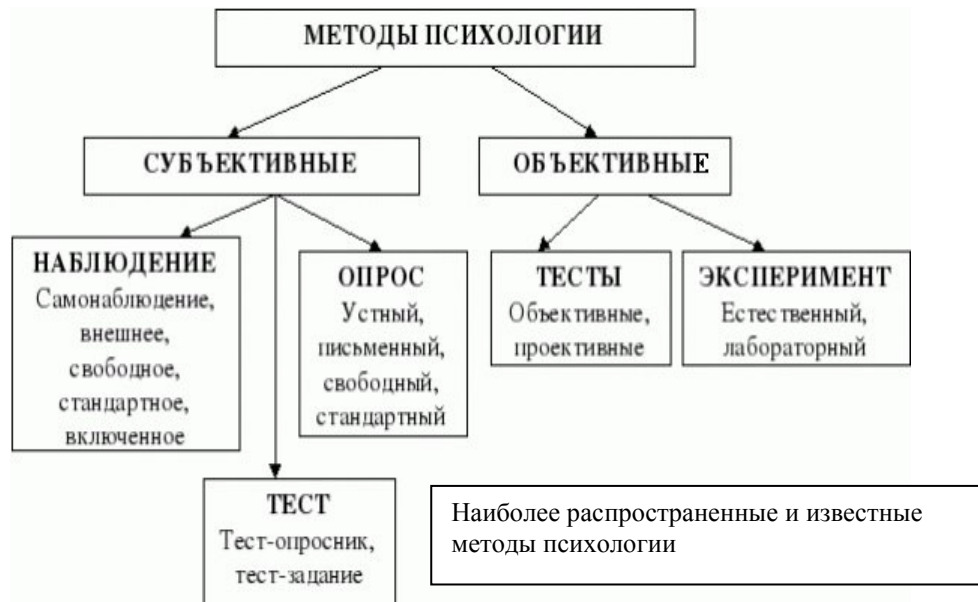 МЕТОДЫ ПСИХОЛОГИИ
СУБЪЕКТИВНЫЕ
ОБЪЕКТИВНЫЕ
НАБЛЮДЕНИЕ
Самонаблюдение,
внешнее,
свободное,
стандартное,
включенное
ОПРОС
Устный,
письменный,
свободный,
стандартный
ТЕСТЫ
Объективные,
проективные
ЭКСПЕРИМЕНТ
Естественный,
лабораторный
ТЕСТ
Тест-опросник,
тест-задание
Наиболее распространенные и известные
методы психологии